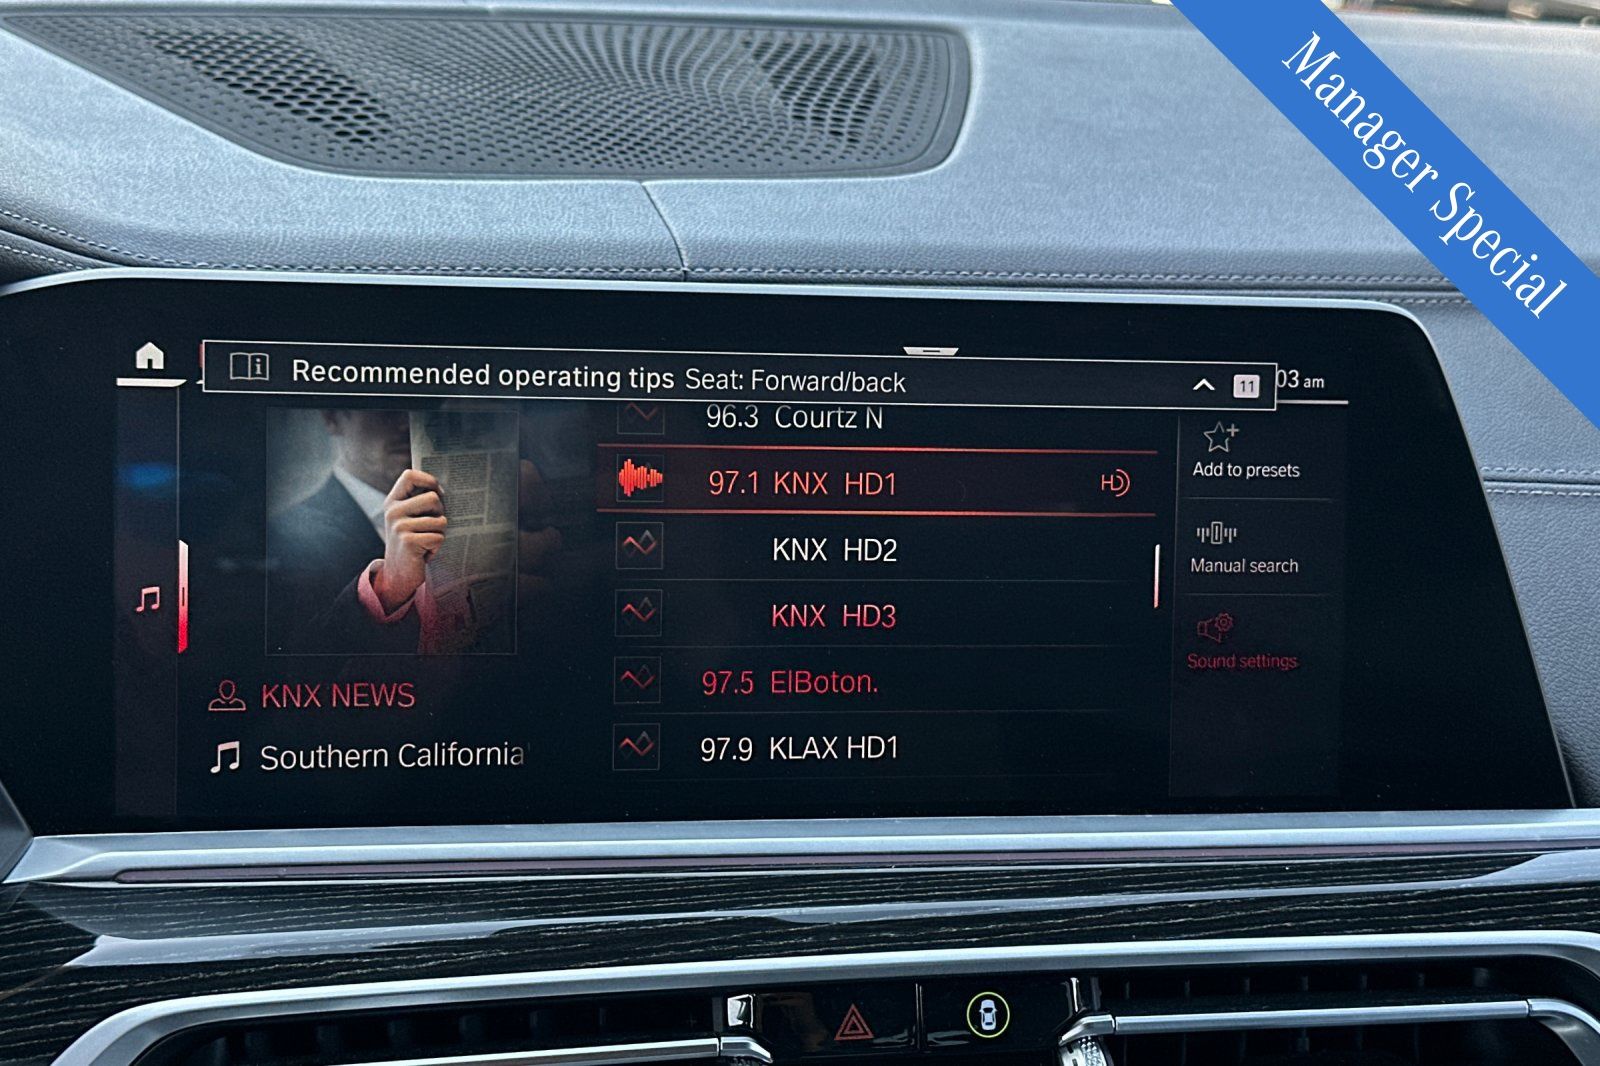 Manager Special
Recommended operating tips Seat: Forward/back
11
03 am
96.3 Courtz N
97.1 KNX HD1
HD
KNX HD2
KNX HD3
97.5 ElBoton.
97.9 KLAX HD1
KNX NEWS
Southern California
Add to presets
Manual search
Sound settings